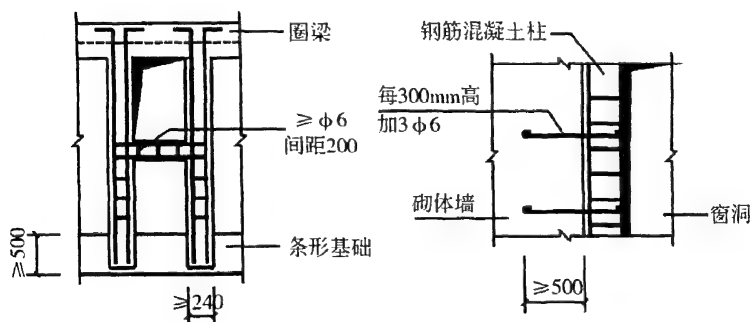 圈梁
≥ϕ6
间距200
条形基础
≥500
≥240
钢筋混凝土柱
每300mm高
加3ϕ6
砌体墙
窗洞
≥500